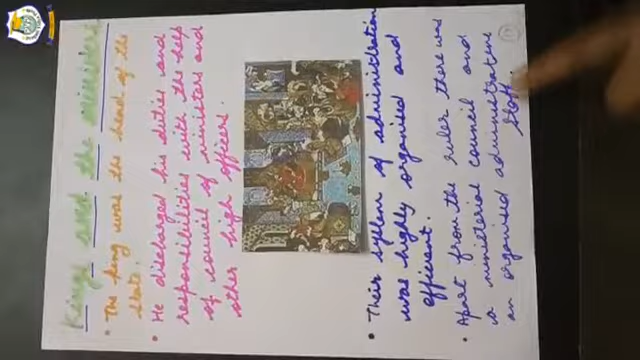 Kings and the ministers
• The king was the head of the
state.
• He discharged his duties and
responsibilities with the help
of council of ministers and
other high officers.
• Their system of administration
was highly organised and
efficient.
• Apart from the ruler there was
a ministerial council and
an organised administrative
staff.